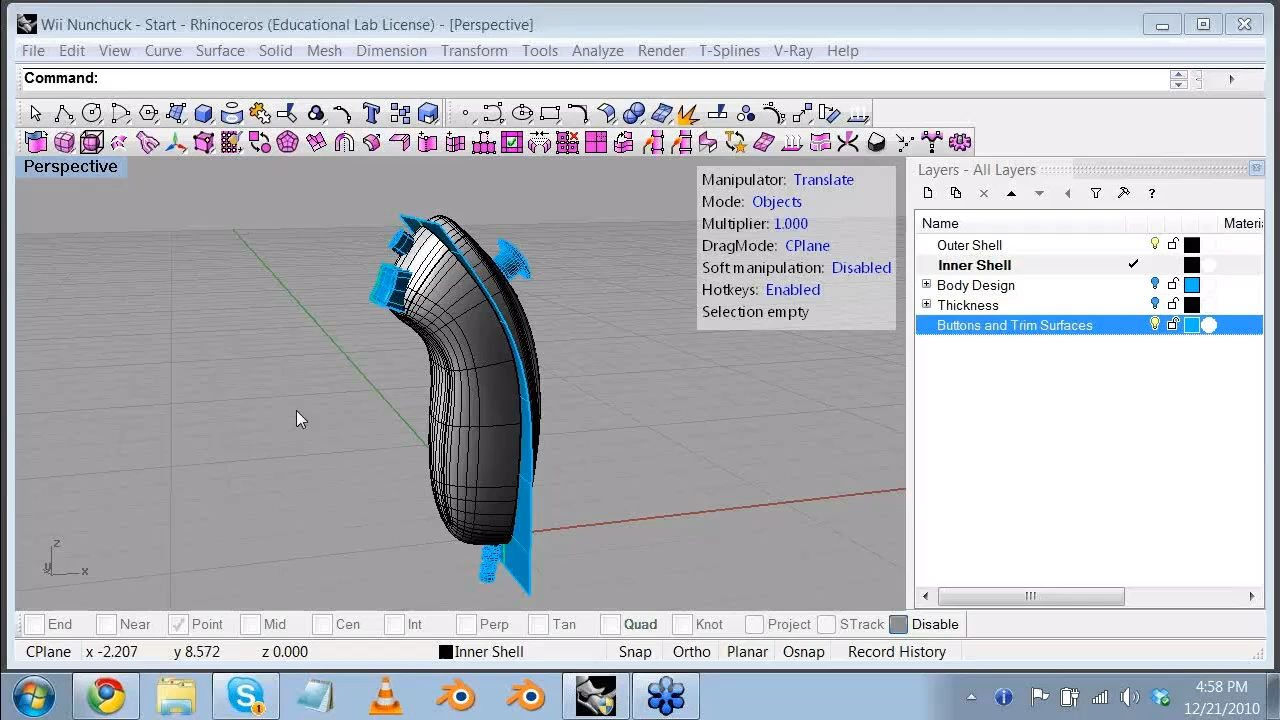 Wii Nunchuck - Start - Rhinoceros (Educational Lab License) - [Perspective]
File Edit View Curve Surface Solid Mesh Dimension Transform Tools Analyze Render T-Splines V-Ray Help
Command:
Perspective
Manipulator: Translate
Mode: Objects
Multiplier: 1.000
DragMode: CPlane
Soft manipulation: Disabled
Hotkeys: Enabled
Selection empty
z
y x
Layers - All Layers
Name Materi
Outer Shell
Inner Shell
Body Design
Thickness
Buttons and Trim Surfaces
End Near Point Mid Cen Int Perp Tan Quad Knot Project STrack Disable
CPlane x -2.207 y 8.572 z 0.000 Inner Shell Snap Ortho Planar Osnap Record History
4:58 PM
12/21/2010